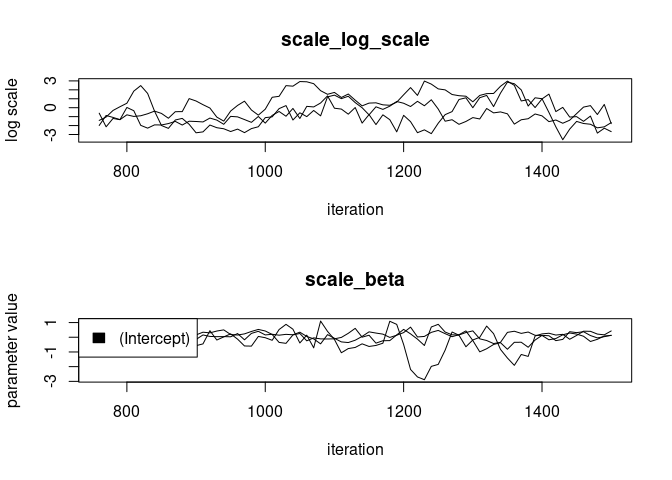 scale_log_scale
log scale
3
0
-3
800
1000
1200
1400
iteration
scale_beta
parameter value
1
-1
-3
(Intercept)
800
1000
1200
1400
iteration